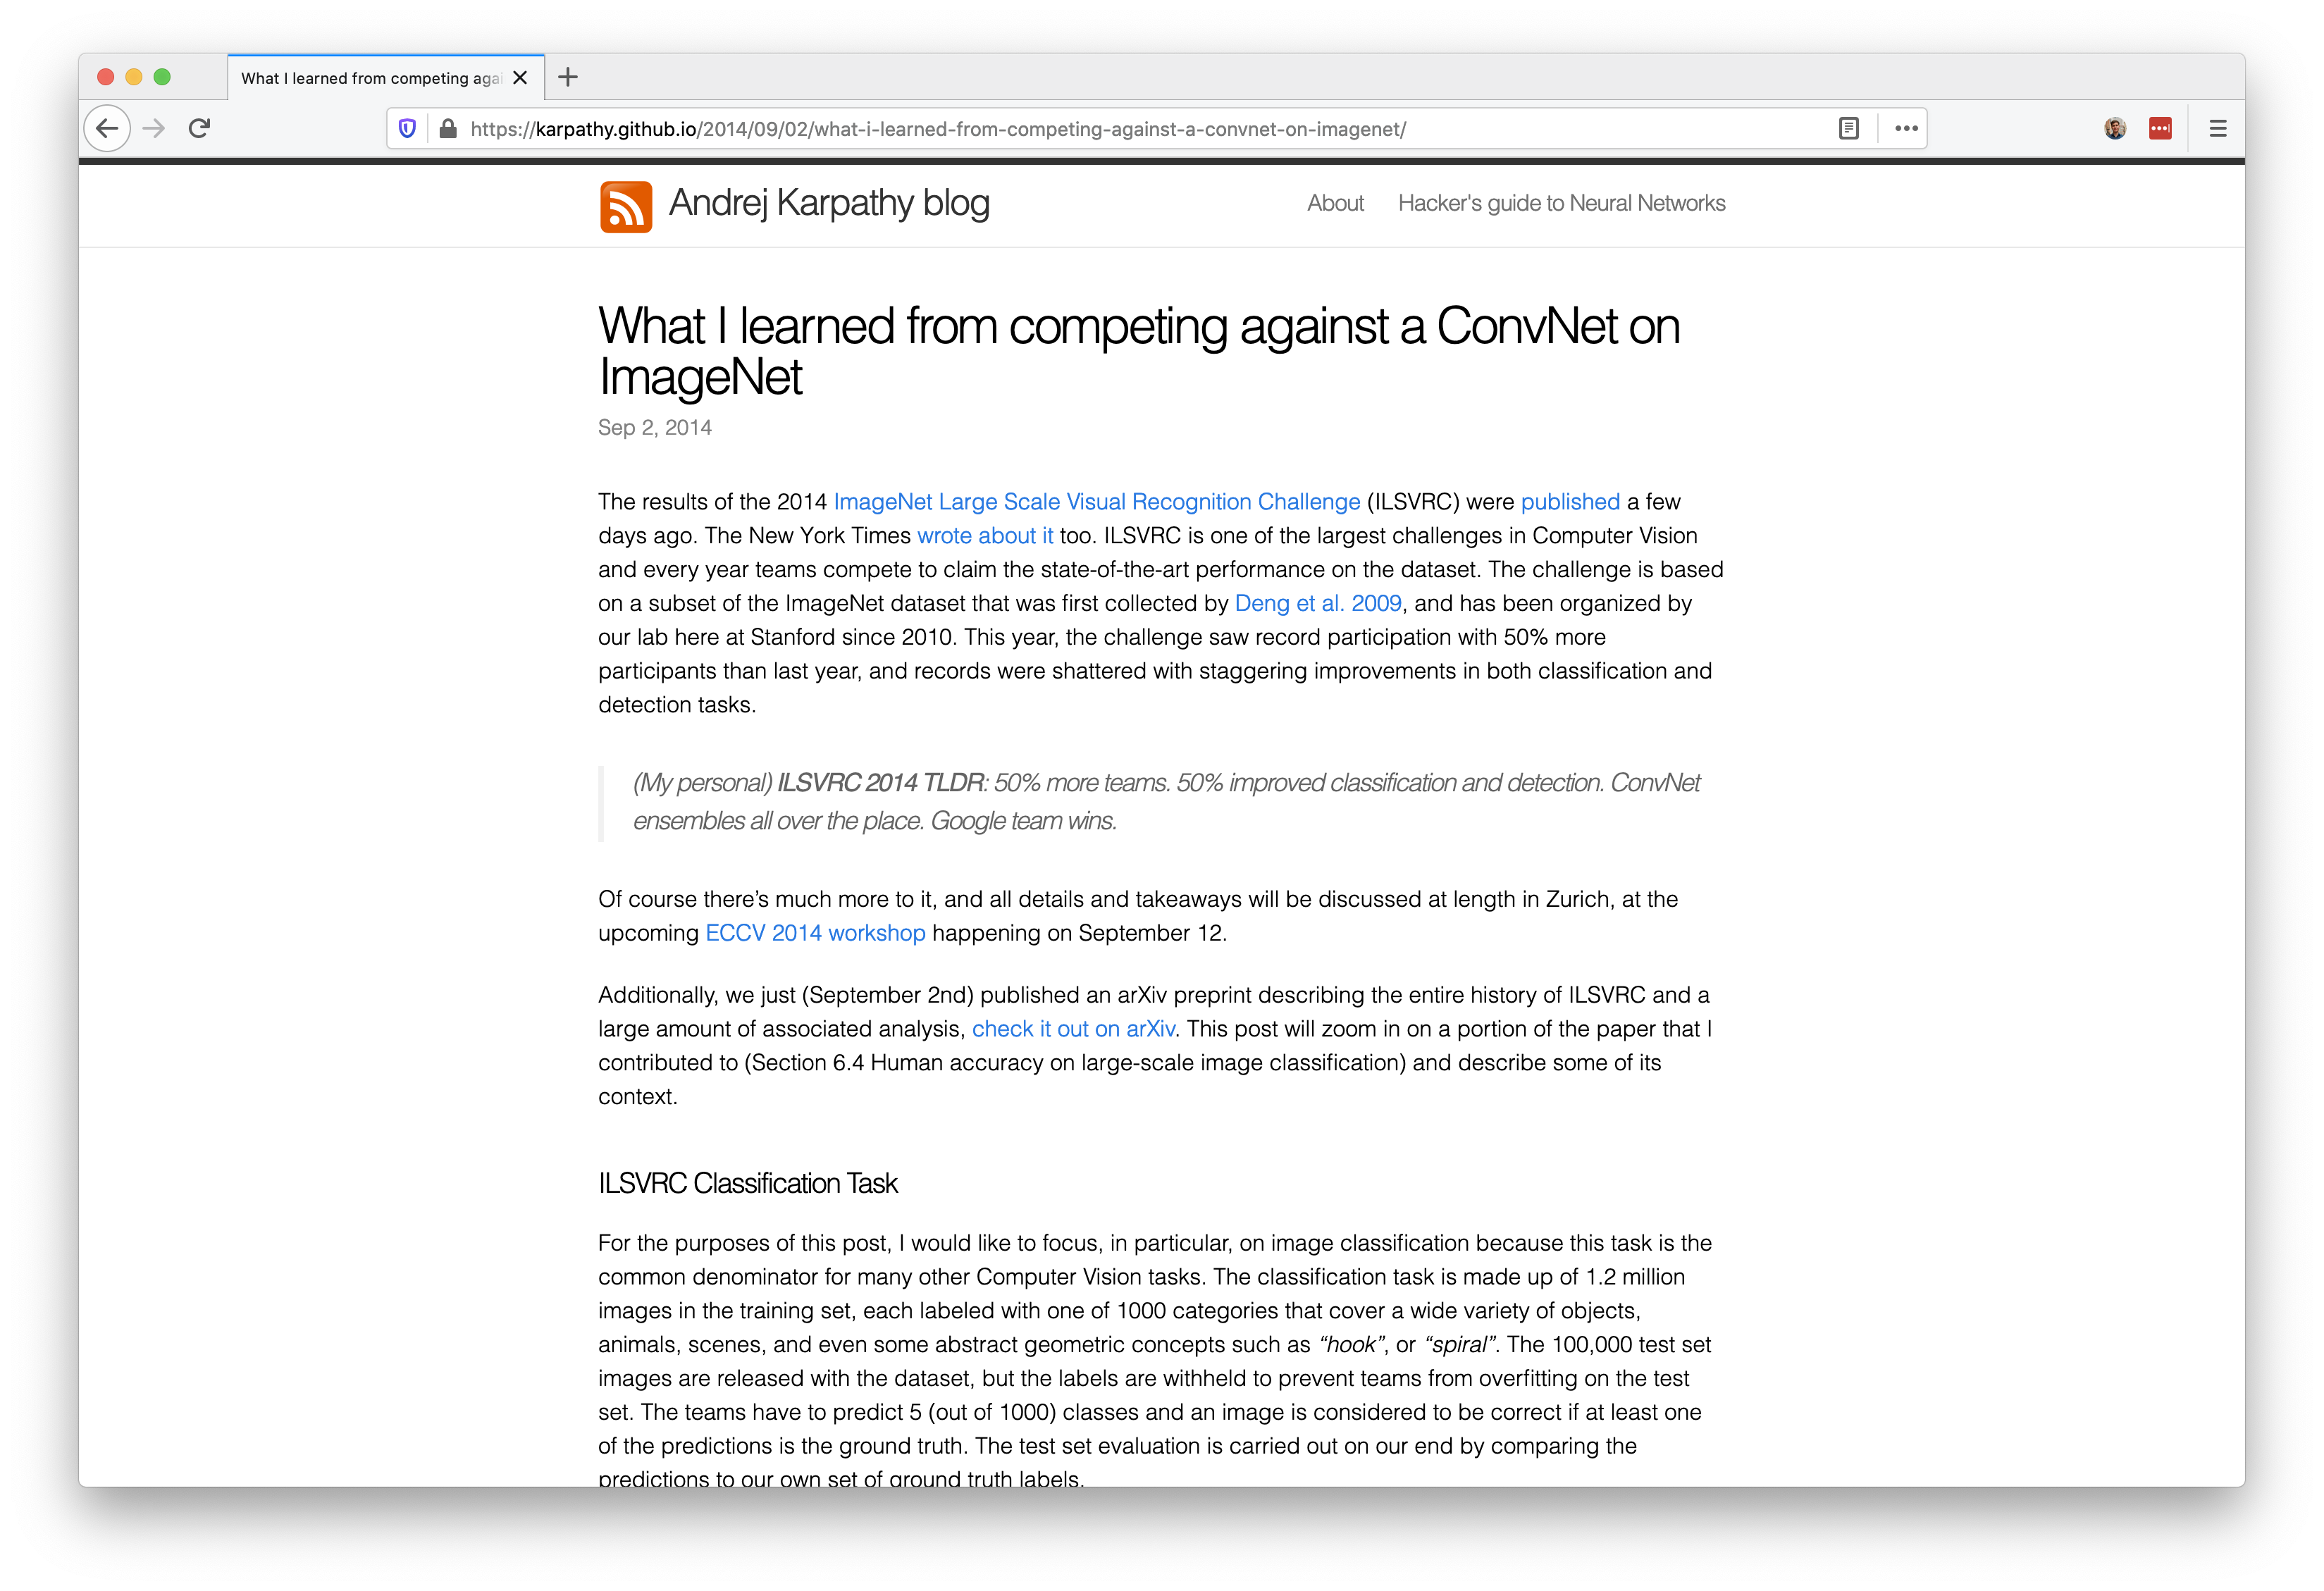 What I learned from competing agai
https://karpathy.github.io/2014/09/02/what-i-learned-from-competing-against-a-convnet-on-imagenet/
Andrej Karpathy blog
About Hacker's guide to Neural Networks
What I learned from competing against a ConvNet on
ImageNet
Sep 2, 2014
The results of the 2014 ImageNet Large Scale Visual Recognition Challenge (ILSVRC) were published a few
days ago. The New York Times wrote about it too. ILSVRC is one of the largest challenges in Computer Vision
and every year teams compete to claim the state-of-the-art performance on the dataset. The challenge is based
on a subset of the ImageNet dataset that was first collected by Deng et al. 2009, and has been organized by
our lab here at Stanford since 2010. This year, the challenge saw record participation with 50% more
participants than last year, and records were shattered with staggering improvements in both classification and
detection tasks.
(My personal) ILSVRC 2014 TLDR: 50% more teams. 50% improved classification and detection. ConvNet
ensembles all over the place. Google team wins.
Of course there’s much more to it, and all details and takeaways will be discussed at length in Zurich, at the
upcoming ECCV 2014 workshop happening on September 12.
Additionally, we just (September 2nd) published an arXiv preprint describing the entire history of ILSVRC and a
large amount of associated analysis, check it out on arXiv. This post will zoom in on a portion of the paper that I
contributed to (Section 6.4 Human accuracy on large-scale image classification) and describe some of its
context.
ILSVRC Classification Task
For the purposes of this post, I would like to focus, in particular, on image classification because this task is the
common denominator for many other Computer Vision tasks. The classification task is made up of 1.2 million
images in the training set, each labeled with one of 1000 categories that cover a wide variety of objects,
animals, scenes, and even some abstract geometric concepts such as “hook”, or “spiral”. The 100,000 test set
images are released with the dataset, but the labels are withheld to prevent teams from overfitting on the test
set. The teams have to predict 5 (out of 1000) classes and an image is considered to be correct if at least one
of the predictions is the ground truth. The test set evaluation is carried out on our end by comparing the
predictions to our own set of ground truth labels.